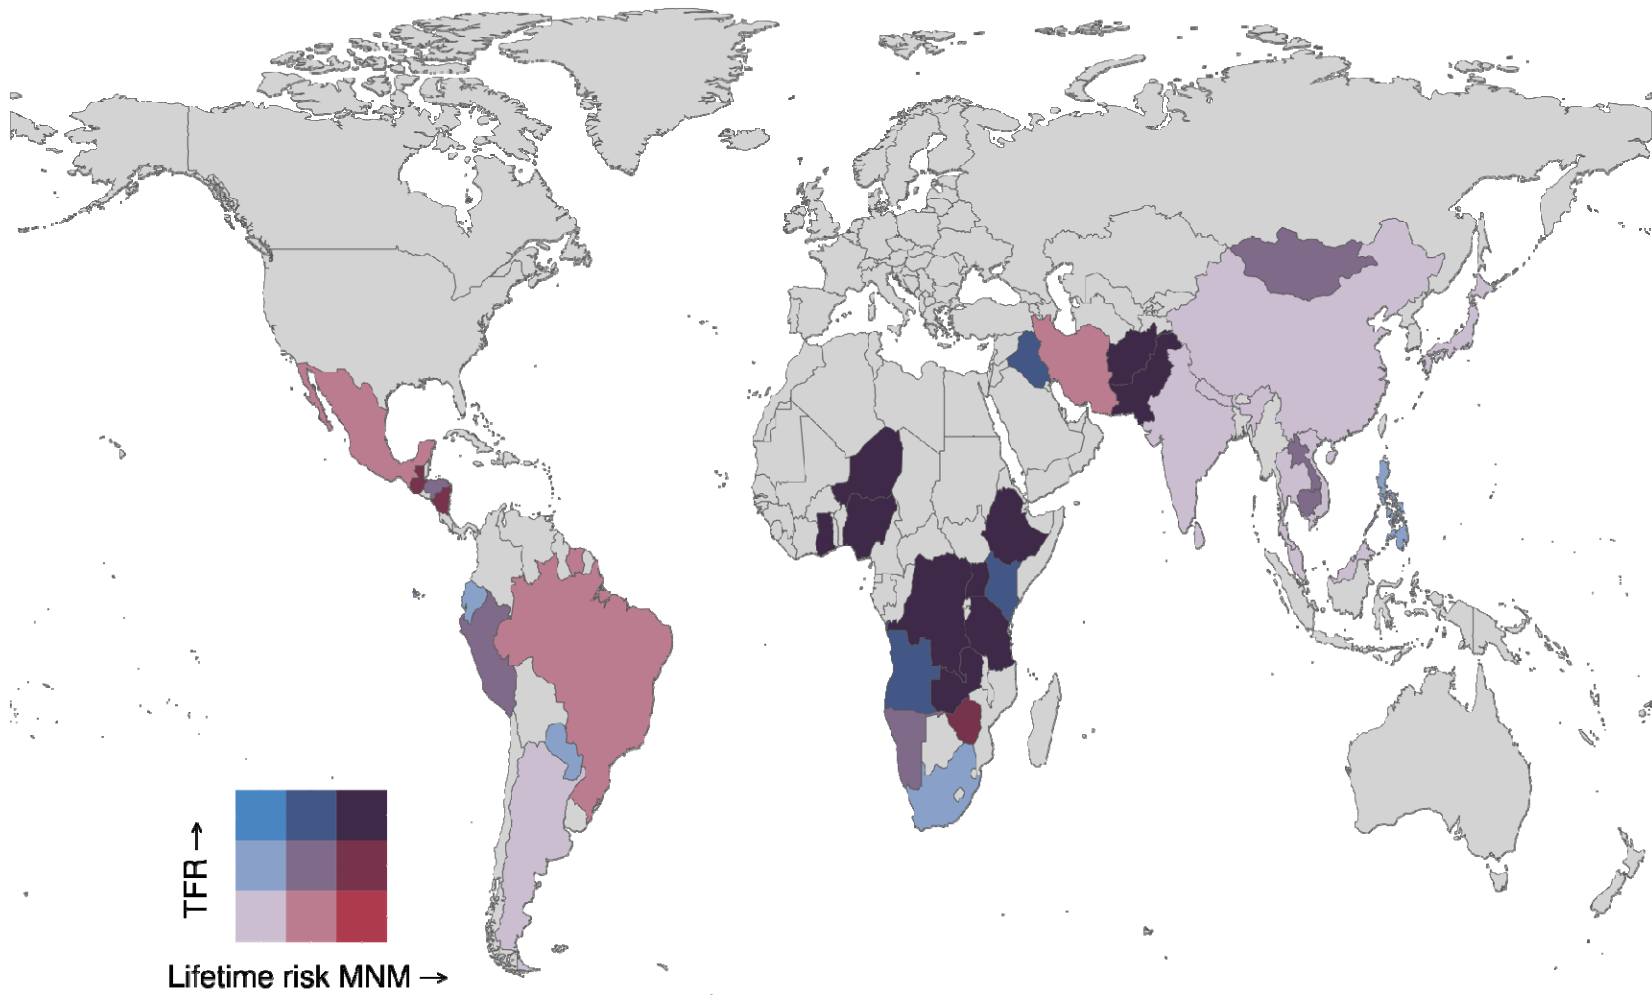 TFR →
Lifetime risk MNM →